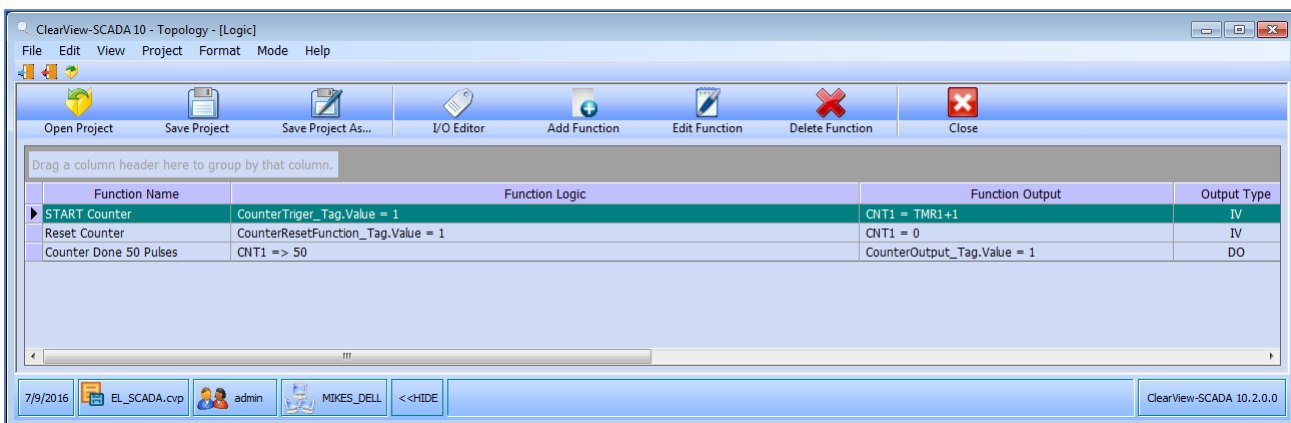 ClearView-SCADA 10 - Topology - [Logic]
File Edit View Project Format Mode Help
Open Project Save Project Save Project As... I/O Editor Add Function Edit Function Delete Function Close
Drag a column header here to group by that column.
Function Name Function Logic Function Output Output Type
START Counter CounterTriger_Tag.Value = 1 CNT1 = TMR1+1 IV
Reset Counter CounterResetFunction_Tag.Value = 1 CNT1 = 0 IV
Counter Done 50 Pulses CNT1 => 50 CounterOutput_Tag.Value = 1 DO
7/9/2016 EL_SCADA.cvp admin MIKES_DELL <<HIDE ClearView-SCADA 10.2.0.0